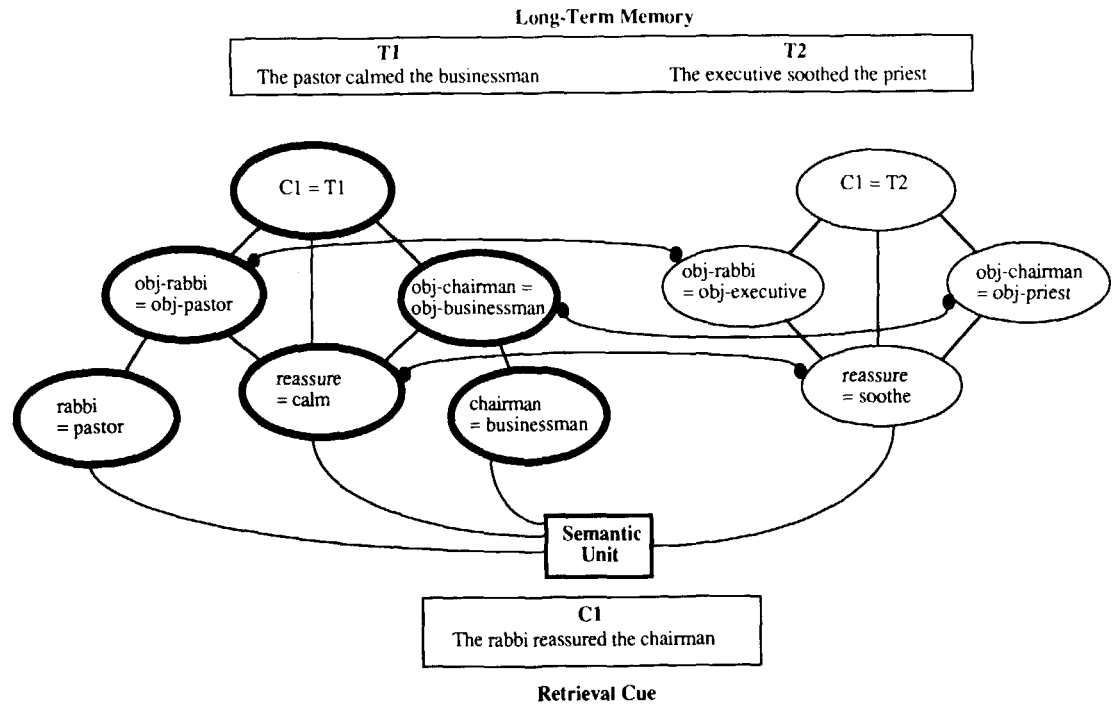 Long-Term Memory
T1
The pastor calmed the businessman
T2
The executive soothed the priest
C1 = T1
C1 = T2
obj-rabbi
= obj-pastor
obj-chairman =
obj-businessman
obj-rabbi
= obj-executive
obj-chairman
= obj-priest
rabbi
= pastor
reassure
= calm
chairman
= businessman
reassure
= soothe
Semantic
Unit
C1
The rabbi reassured the chairman
Retrieval Cue